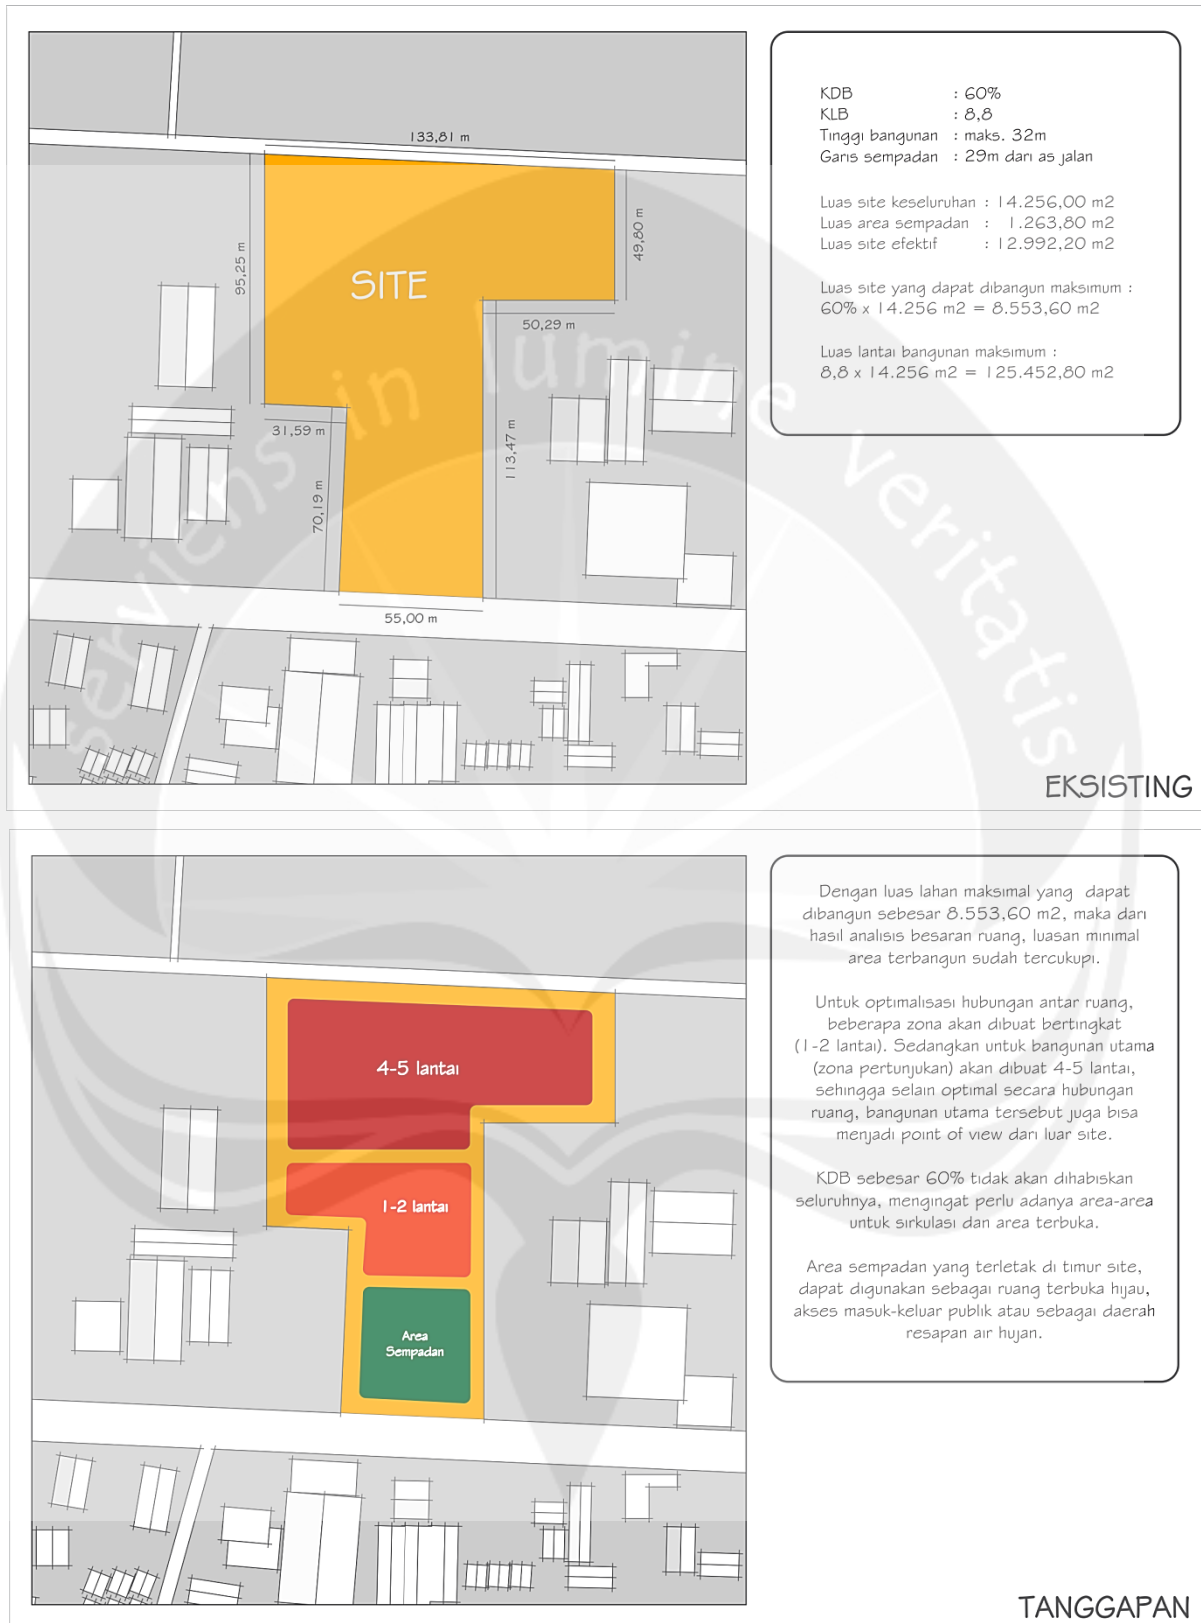 133,81 m
95,25 m
49,80 m
SITE
50,29 m
31,59 m
113,47 m
70,19 m
55,00 m
KDB : 60%
KLB : 8,8
Tinggi bangunan : maks. 32m
Garis sempadan : 29m dari as jalan
Luas site keseluruhan : 14.256,00 m2
Luas area sempadan : 1.263,80 m2
Luas site efektif : 12.992,20 m2
Luas site yang dapat dibangun maksimum :
60% x 14.256 m2 = 8.553,60 m2
Luas lantai bangunan maksimum :
8,8 x 14.256 m2 = 125.452,80 m2
serviens in lumine veritatis
EKSISTING
4-5 lantai
1-2 lantai
Area
Sempadan
Dengan luas lahan maksimal yang dapat
dibangun sebesar 8.553,60 m2, maka dari
hasil analisis besaran ruang, luasan minimal
area terbangun sudah tercukupi.
Untuk optimalisasi hubungan antar ruang,
beberapa zona akan dibuat bertingkat
(1-2 lantai). Sedangkan untuk bangunan utama
(zona pertunjukan) akan dibuat 4-5 lantai,
sehingga selain optimal secara hubungan
ruang, bangunan utama tersebut juga bisa
menjadi point of view dari luar site.
KDB sebesar 60% tidak akan dihabiskan
seluruhnya, mengingat perlu adanya area-area
untuk sirkulasi dan area terbuka.
Area sempadan yang terletak di timur site,
dapat digunakan sebagai ruang terbuka hijau,
akses masuk-keluar publik atau sebagai daerah
resapan air hujan.
TANGGAPAN